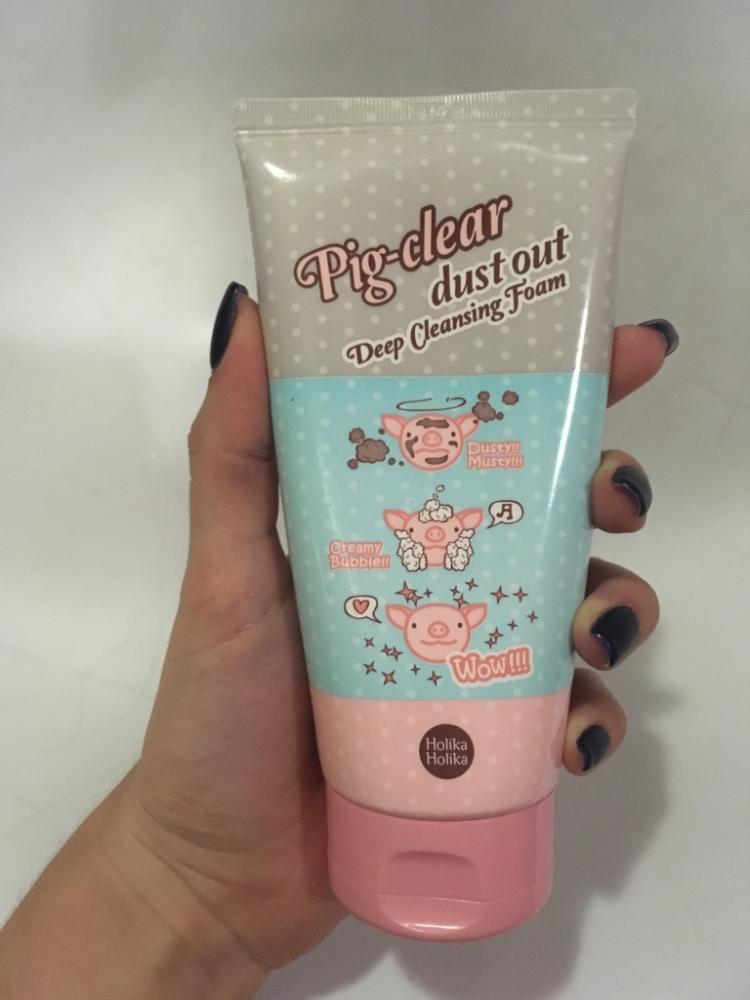 Pig-clear
dust out
Deep Cleansing Foam
Dusty!!
Musty!!!
Creamy
Bubble!!
Wow!!!
Holika
Holika